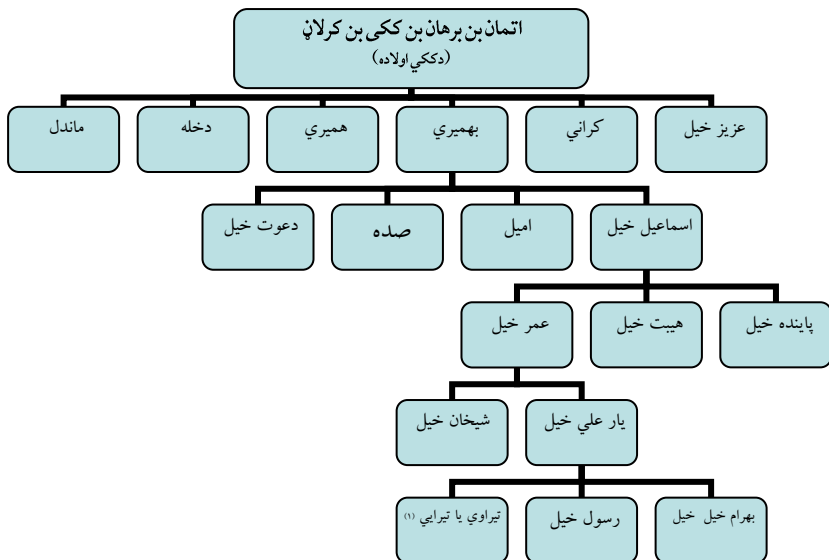 اتمان بن برهان بن ککی بن کرلاڼ
(دککي اولاده)
عزيز خيل
کراني
بهميري
هميري
دخله
ماندل
اسماعيل خيل
اميل
صده
دعوت خيل
پاينده خيل
هيبت خيل
عمر خيل
يار علي خيل
شيخان خيل
بهرام خيل خيل
رسول خيل
تيراوي يا تيرايي (۱)